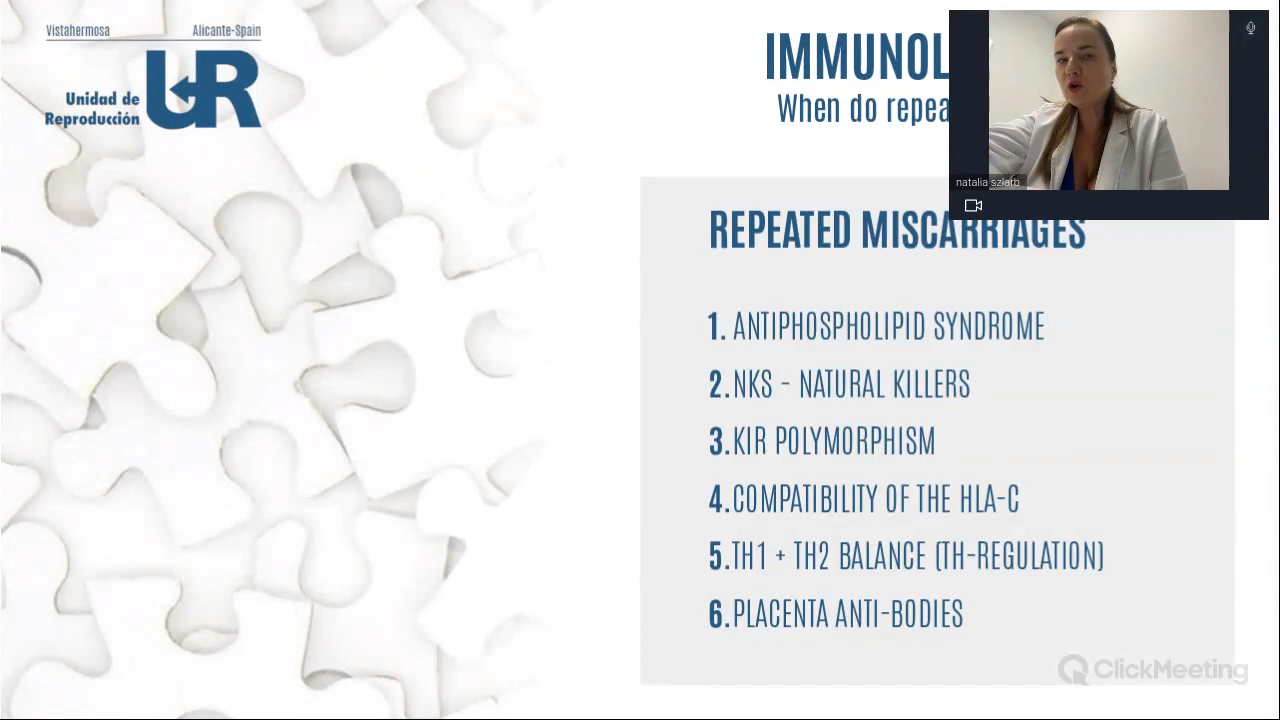 Vistahermosa Alicante-Spain
UR
Unidad de
Reproducción
IMMUNOL
When do repea
natalia szlarb
REPEATED MISCARRIAGES
1. ANTIPHOSPHOLIPID SYNDROME
2. NKS - NATURAL KILLERS
3. KIR POLYMORPHISM
4. COMPATIBILITY OF THE HLA-C
5. TH1 + TH2 BALANCE (TH-REGULATION)
6. PLACENTA ANTI-BODIES
ClickMeeting